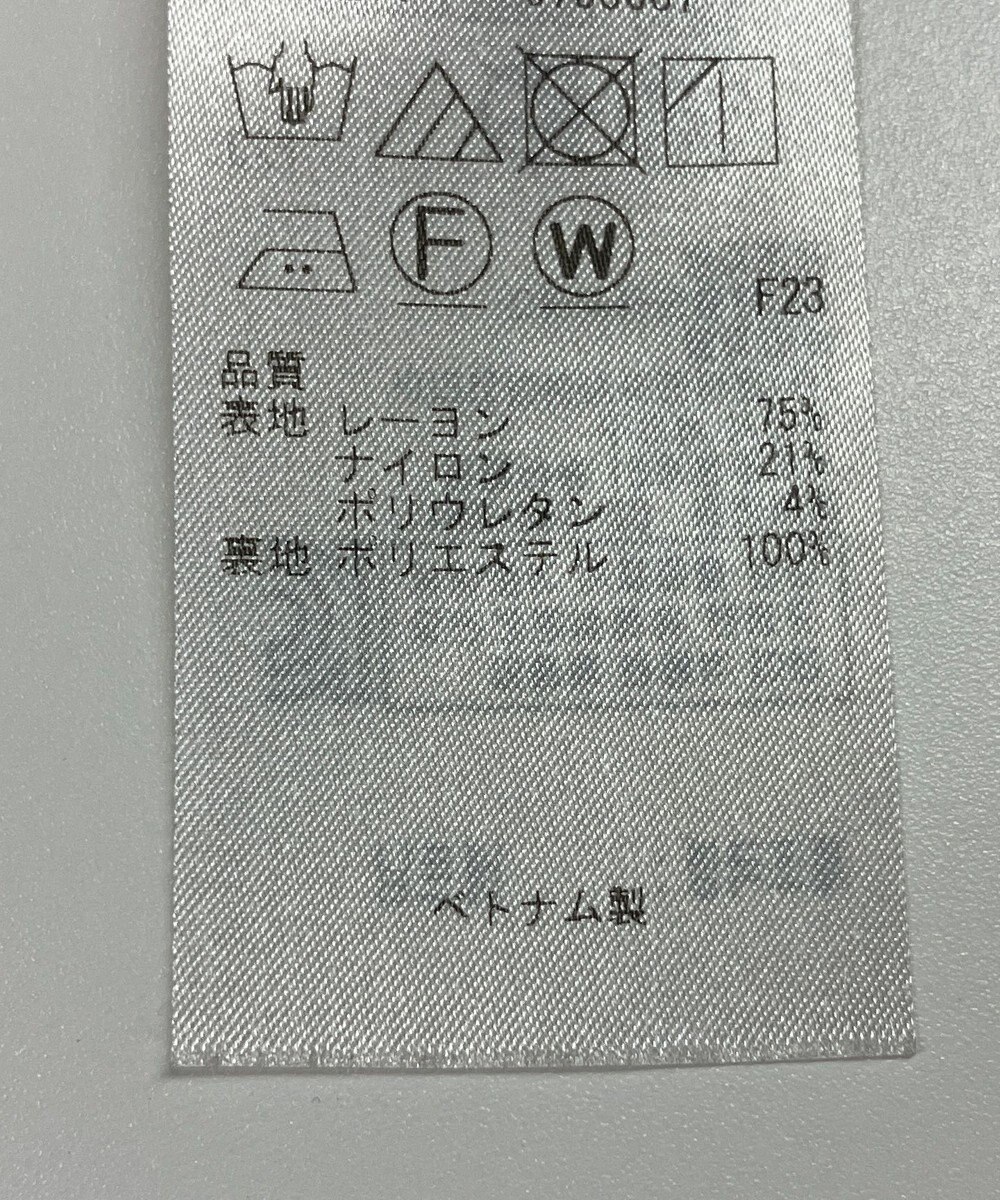 F W
F23
品質
表地 レーヨン 75%
ナイロン 21%
ポリウレタン 4%
裏地 ポリエステル 100%
ベトナム製